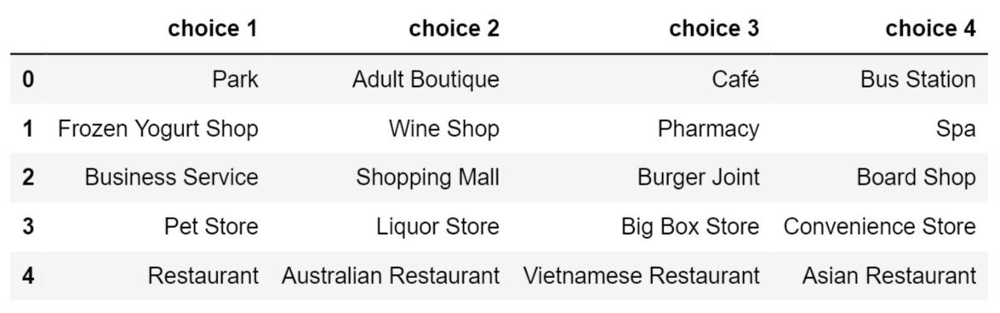 choice 1 choice 2 choice 3 choice 4
0 Park Adult Boutique Café Bus Station
1 Frozen Yogurt Shop Wine Shop Pharmacy Spa
2 Business Service Shopping Mall Burger Joint Board Shop
3 Pet Store Liquor Store Big Box Store Convenience Store
4 Restaurant Australian Restaurant Vietnamese Restaurant Asian Restaurant